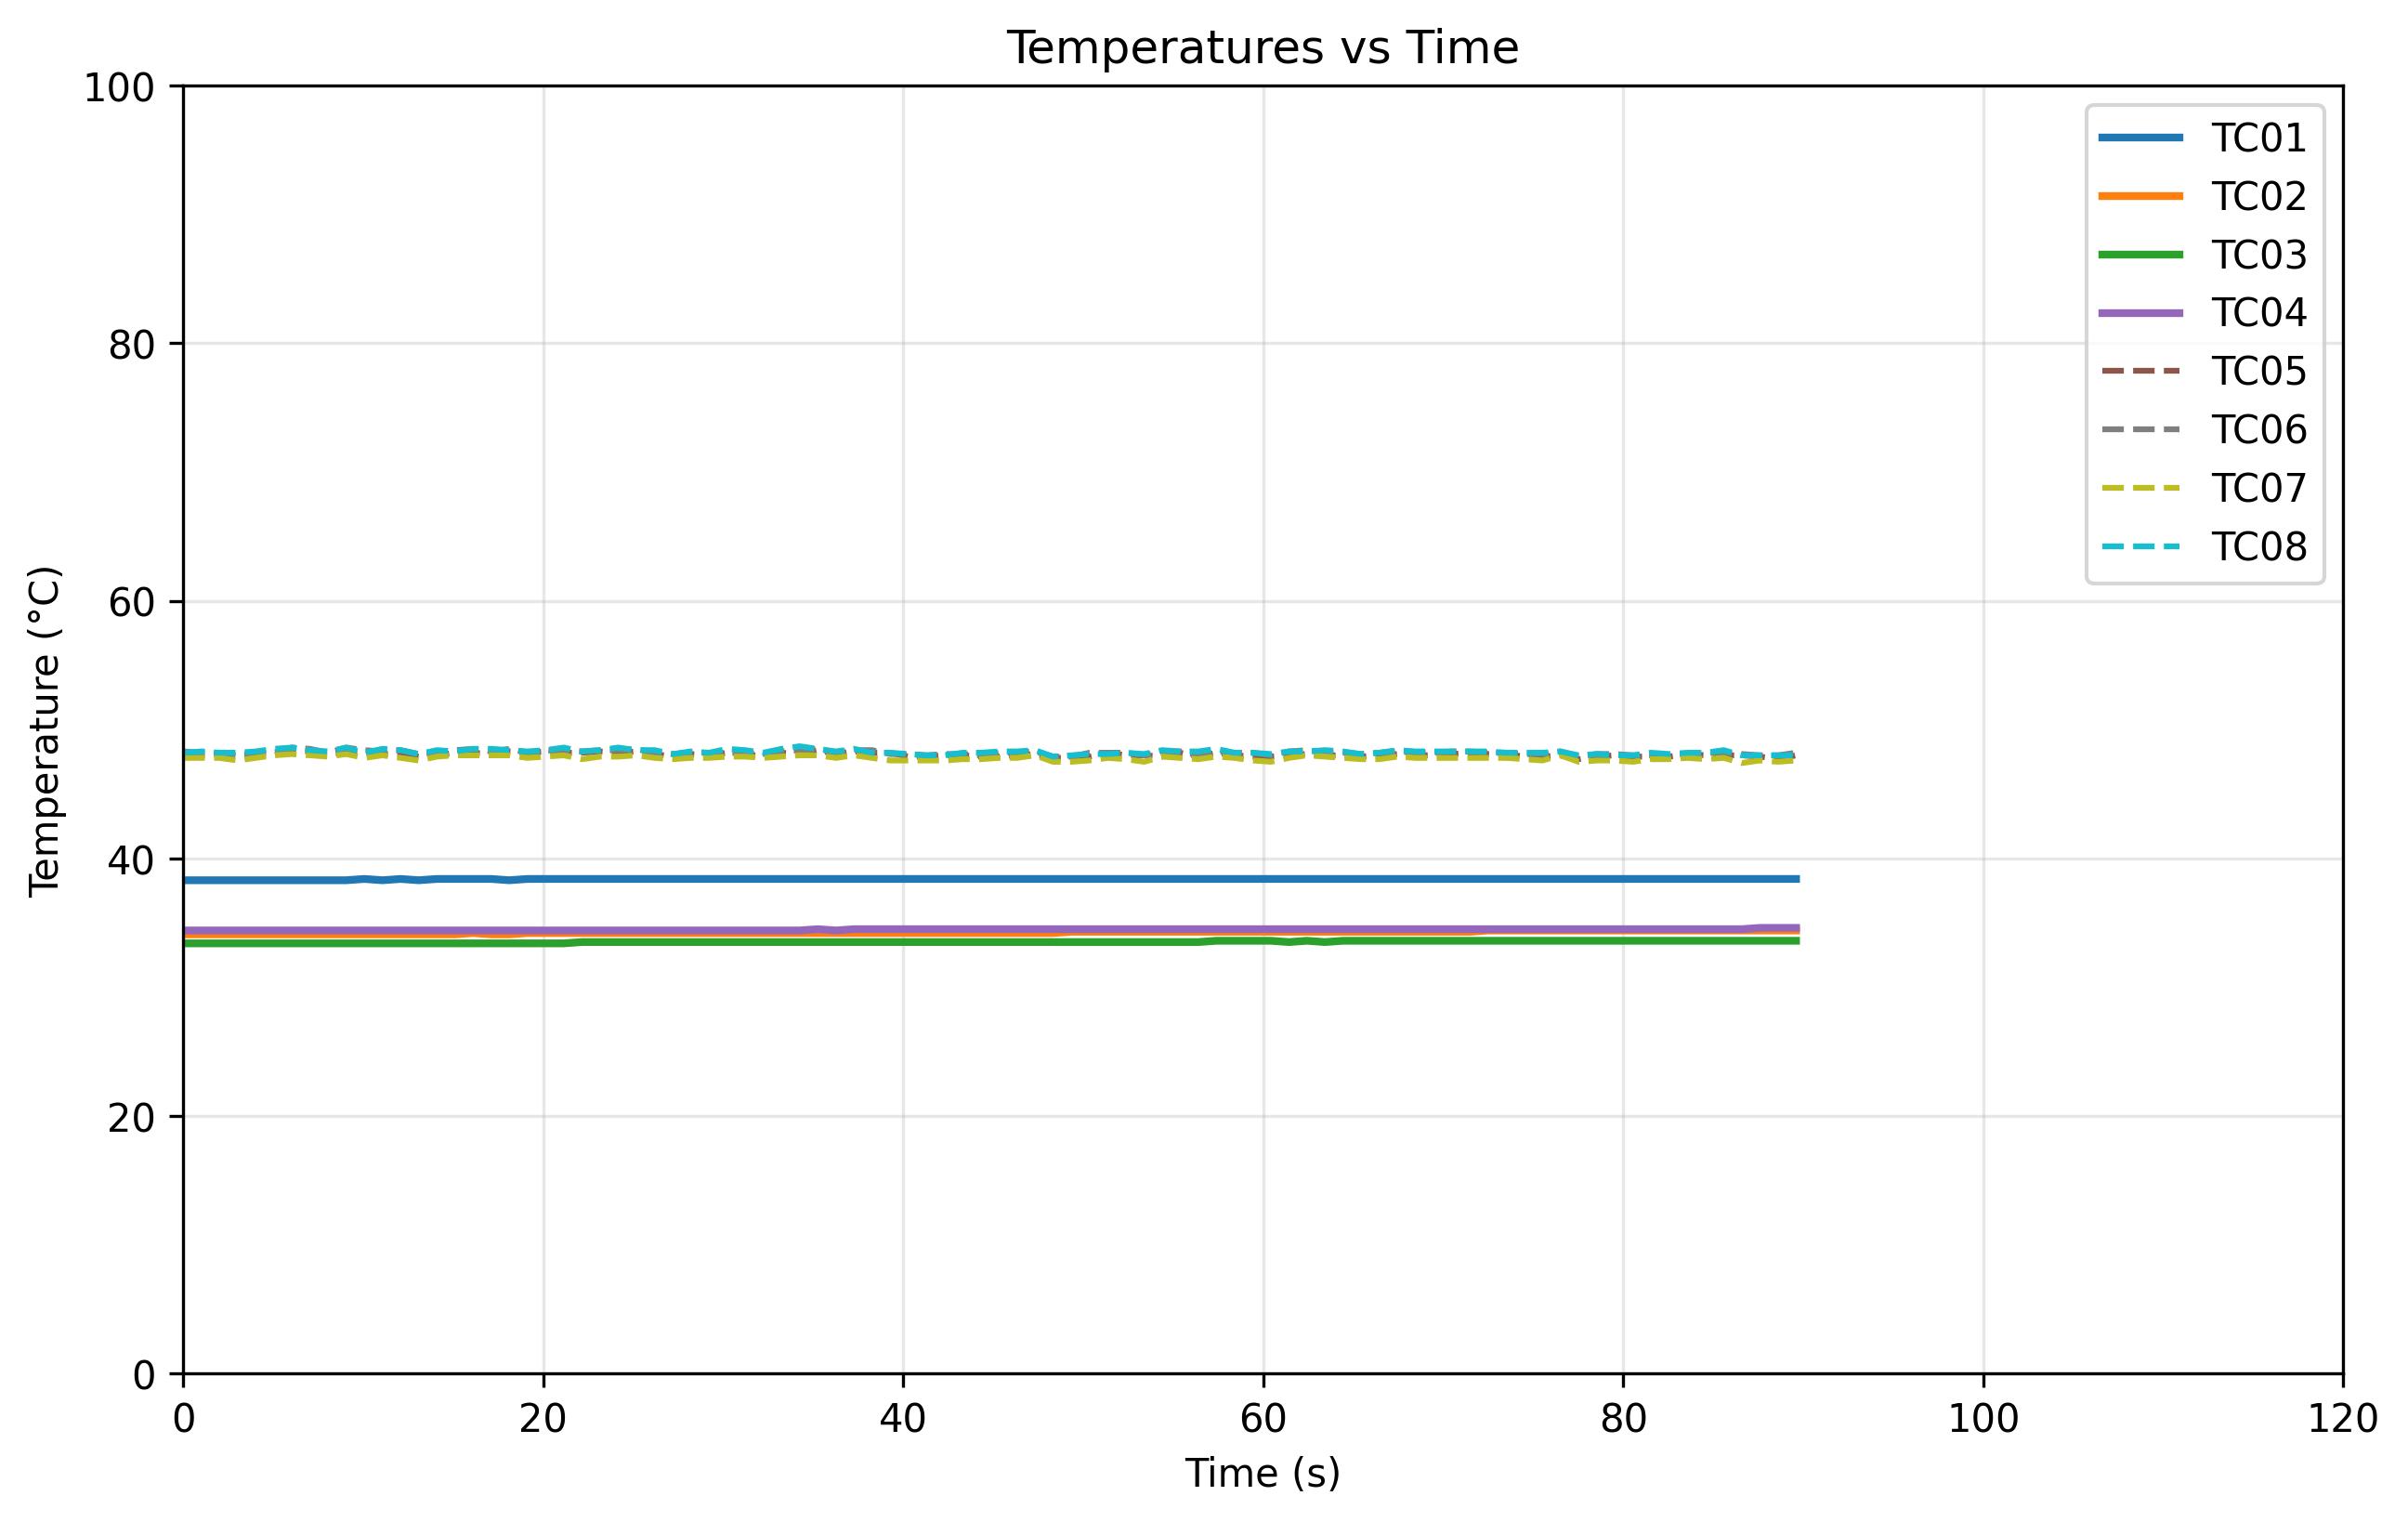 Temperatures vs Time
100
80
60
40
20
0
Temperature (°C)
0 20 40 60 80 100 120
Time (s)
TC01
TC02
TC03
TC04
TC05
TC06
TC07
TC08